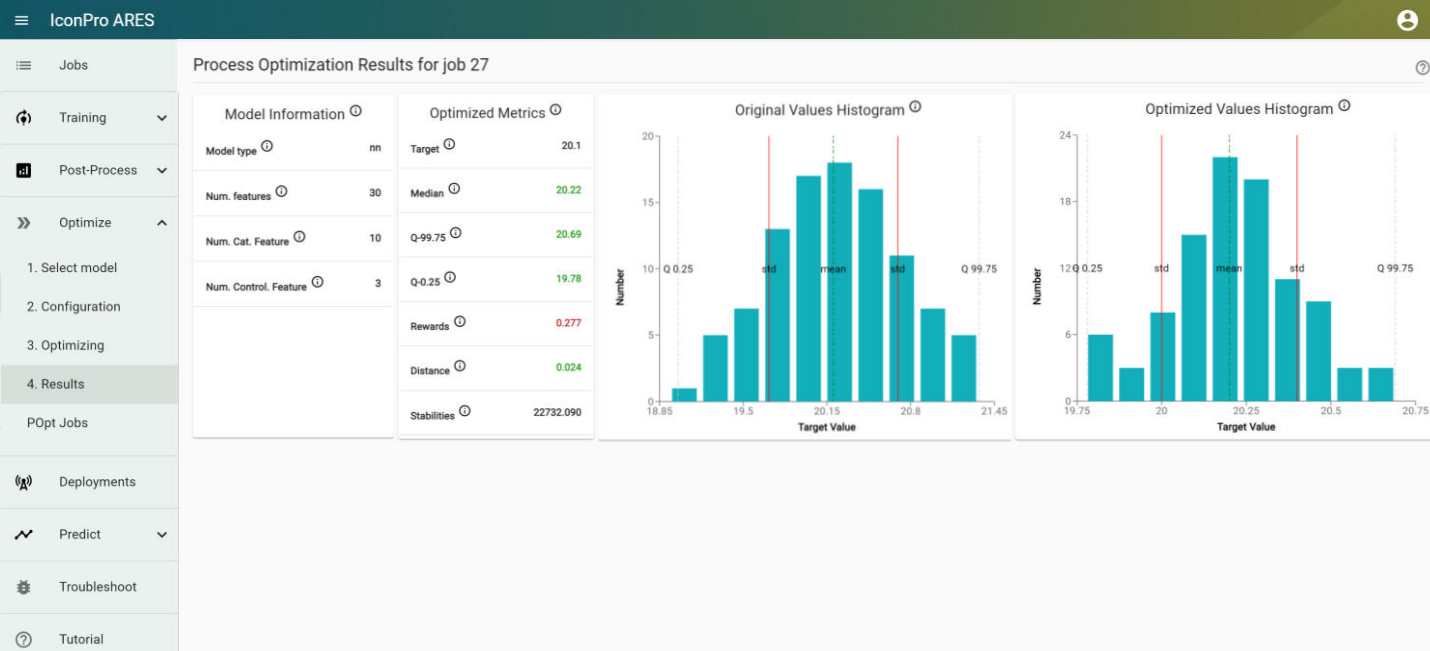 IconPro ARES
Jobs
Training
Post-Process
Optimize
1. Select model
2. Configuration
3. Optimizing
4. Results
POpt Jobs
Deployments
Predict
Troubleshoot
Tutorial
Process Optimization Results for job 27
Model Information
Model type nn
Num. features 30
Num. Cat. Feature 10
Num. Control. Feature 3
Optimized Metrics
Target 20.1
Median 20.22
Q-99.75 20.69
Q-0.25 19.78
Rewards 0.277
Distance 0.024
Stabilities 22732.090
Original Values Histogram
20
15
10 Q 0.25 std mean std Q 99.75
Number
5
0
18.85 19.5 20.15 20.8 21.45
Target Value
Optimized Values Histogram
24
18
12 Q 0.25 std mean std Q 99.75
Number
6
0
19.75 20 20.25 20.5 20.75
Target Value